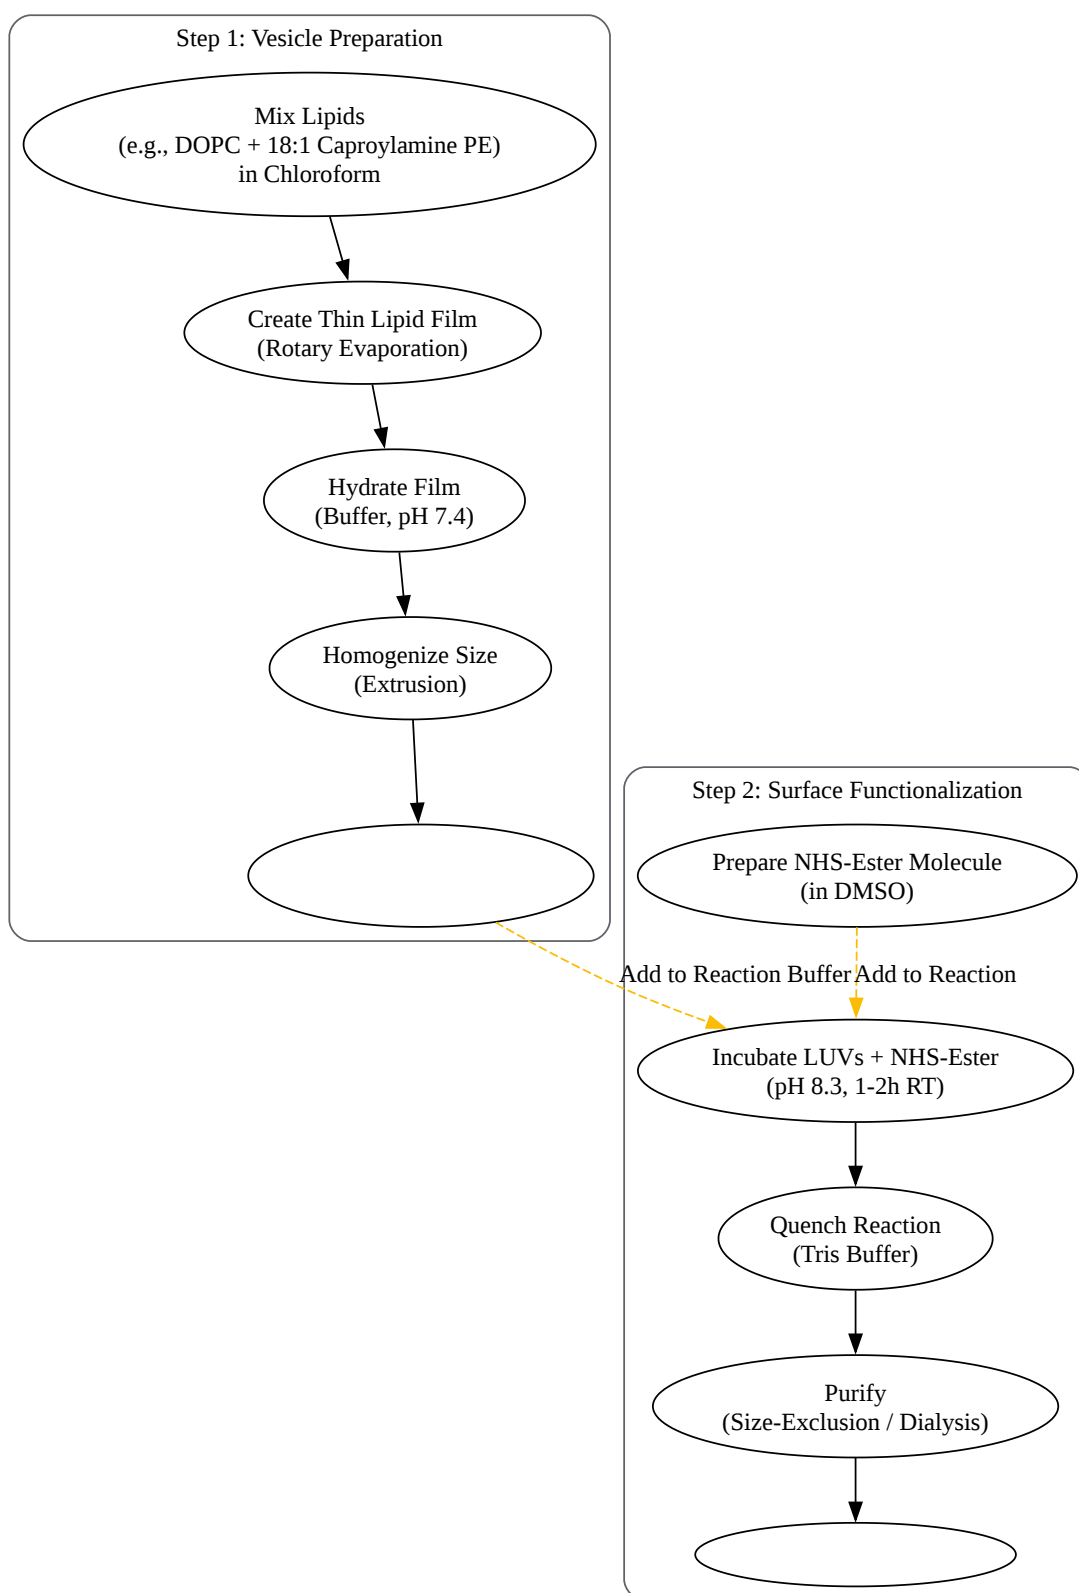 Step 1: Vesicle Preparation
Mix Lipids
(e.g., DOPC + 18:1 Caproylamine PE)
in Chloroform
Create Thin Lipid Film
(Rotary Evaporation)
Hydrate Film
(Buffer, pH 7.4)
Homogenize Size
(Extrusion)
Step 2: Surface Functionalization
Prepare NHS-Ester Molecule
(in DMSO)
Add to Reaction Buffer
Add to Reaction
Incubate LUVs + NHS-Ester
(pH 8.3, 1-2h RT)
Quench Reaction
(Tris Buffer)
Purify
(Size-Exclusion / Dialysis)